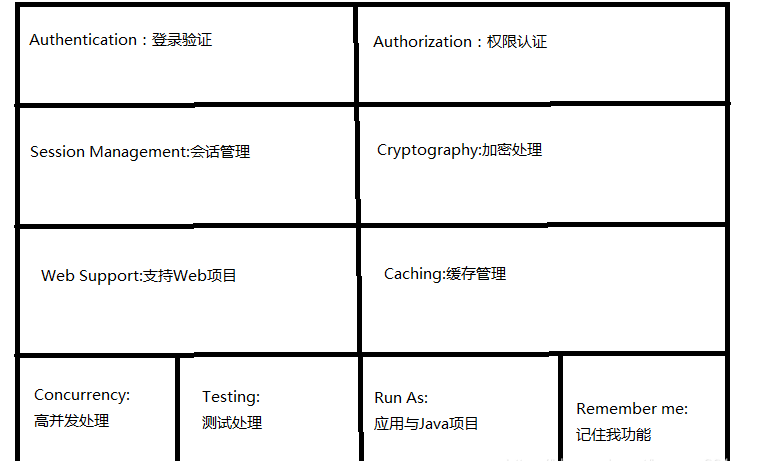 Authentication：登录验证
Authorization：权限认证
Session Management:会话管理
Cryptography:加密处理
Web Support:支持Web项目
Caching:缓存管理
Concurrency:
高并发处理
Testing:
测试处理
Run As:
应用与Java项目
Remember me:
记住我功能